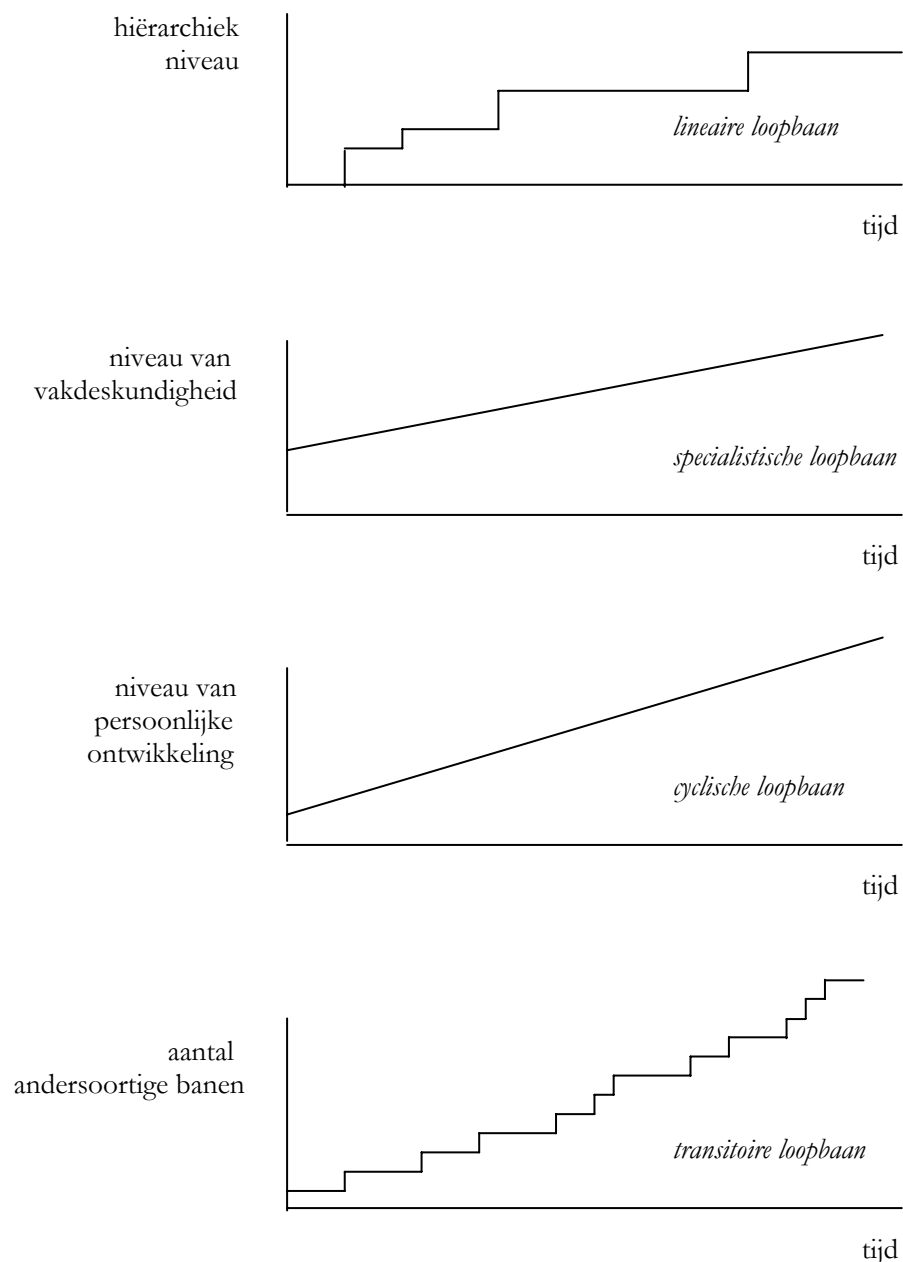 hiërarchiek
niveau
lineaire loopbaan
tijd
niveau van
vakdeskundigheid
specialistische loopbaan
tijd
niveau van
persoonlijke
ontwikkeling
cyclische loopbaan
tijd
aantal
andersoortige banen
transitoire loopbaan
tijd